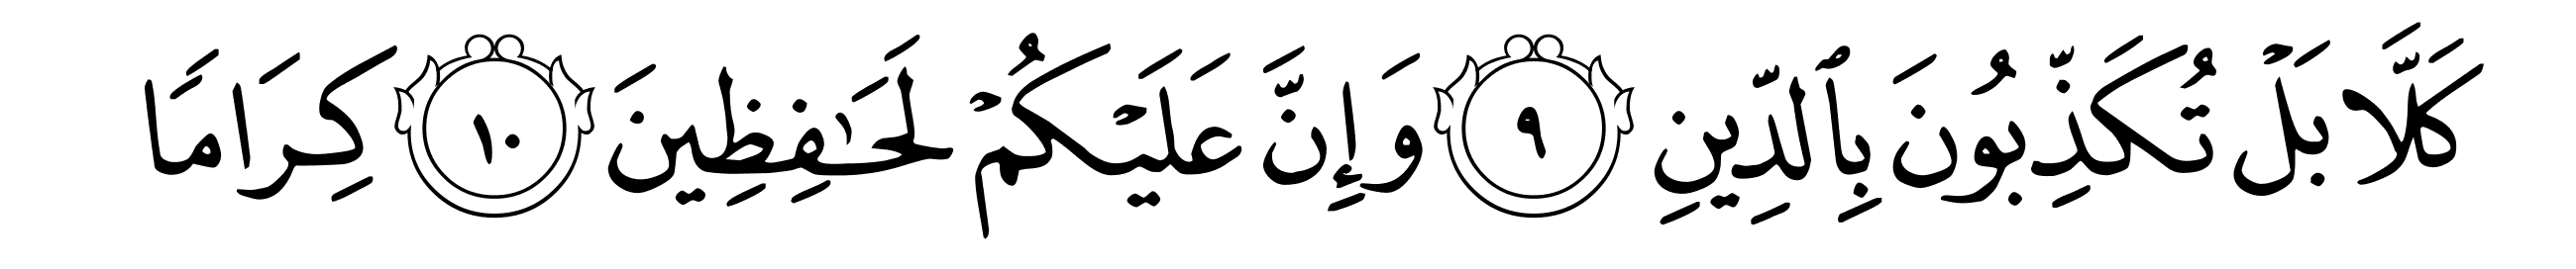 كَلَّا بَلْ تُكَذِّبُونَ بِٱلدِّينِ ٩ وَإِنَّ عَلَيْكُمْ لَحَـٰفِظِينَ ١٠ كِرَامًا